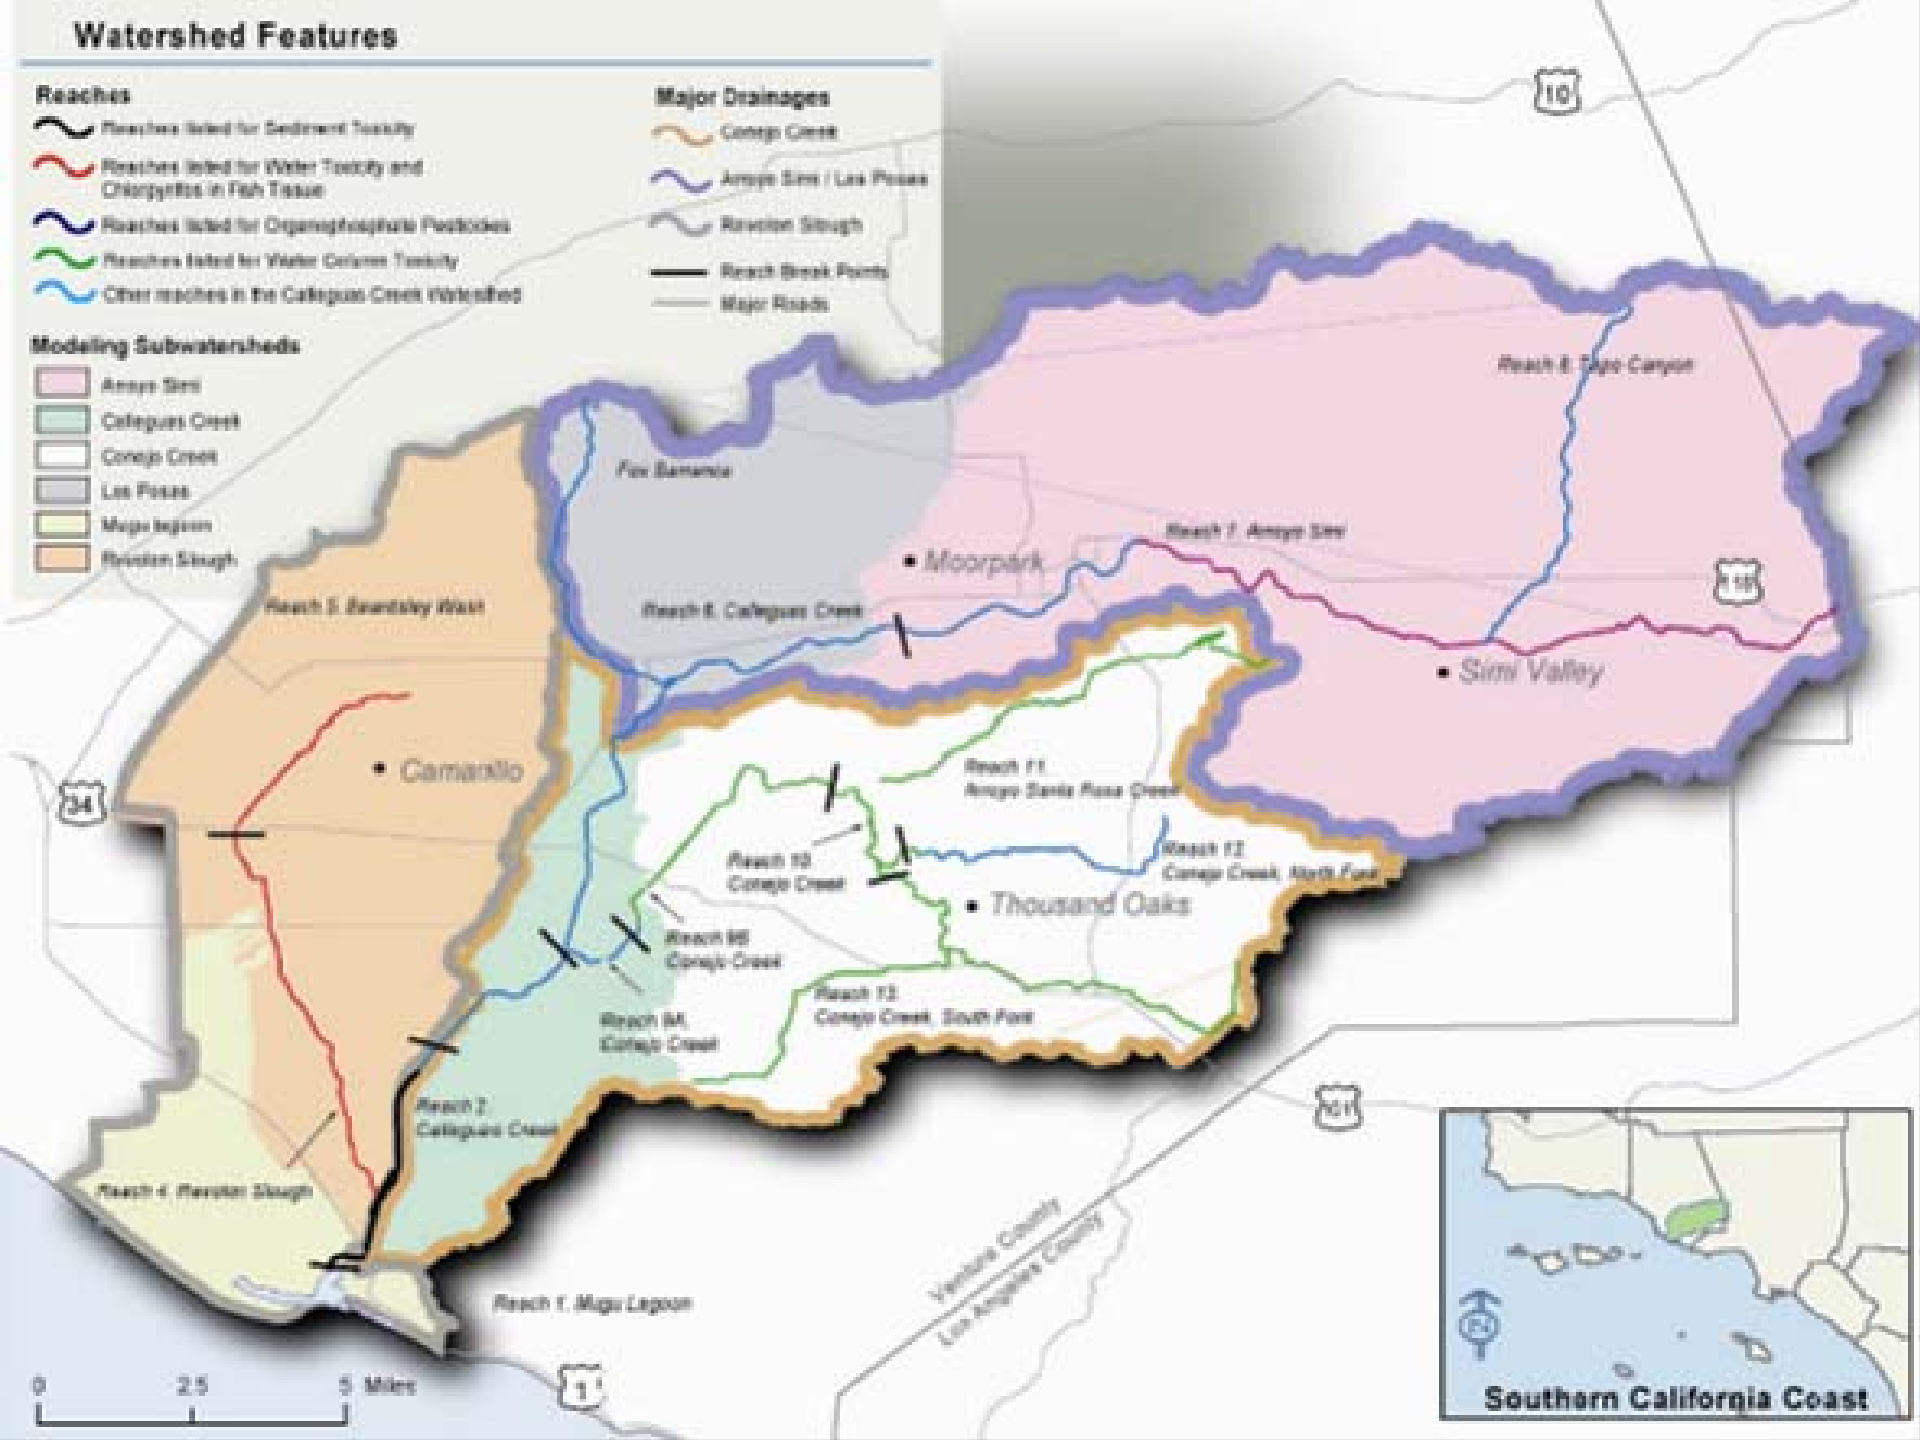 Watershed Features
Reaches
Reaches listed for Sediment Toxicity
Reaches listed for Water Toxicity and
Chlorpyrifos in Fish Tissue
Reaches listed for Organophosphate Pesticides
Reaches listed for Water Column Toxicity
Other reaches in the Calleguas Creek Watershed
Modeling Subwatersheds
Arroyo Simi
Calleguas Creek
Conejo Creek
Los Posas
Mugu lagoon
Revolon Slough
Major Drainages
Conejo Creek
Arroyo Simi / Los Posas
Revolon Slough
Reach Break Points
Major Roads
10
Reach 8. Tapo Canyon
Fox Barranca
Reach 7. Arroyo Simi
Moorpark
118
Reach 5. Beardsley Wash
Reach 6. Calleguas Creek
Simi Valley
Camarillo
34
Reach 11.
Arroyo Santa Rosa Creek
Reach 10.
Conejo Creek
Reach 12.
Conejo Creek, North Fork
Thousand Oaks
Reach 9B.
Conejo Creek
Reach 13.
Conejo Creek, South Fork
Reach 9A.
Conejo Creek
Reach 2.
Calleguas Creek
101
Reach 4. Revolon Slough
Ventura County
Los Angeles County
Reach 1. Mugu Lagoon
1
0 2.5 5 Miles
N
Southern California Coast